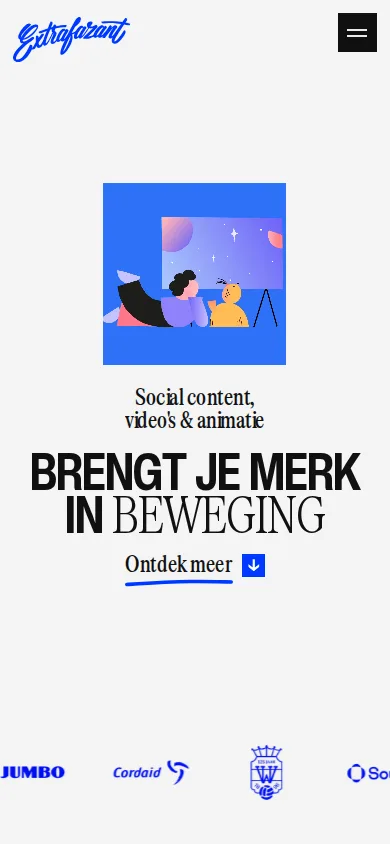 Extrafazant
Social content,
video's & animatie
BRENGT JE MERK
IN BEWEGING
Ontdek meer
JUMBO
Cordaid
W